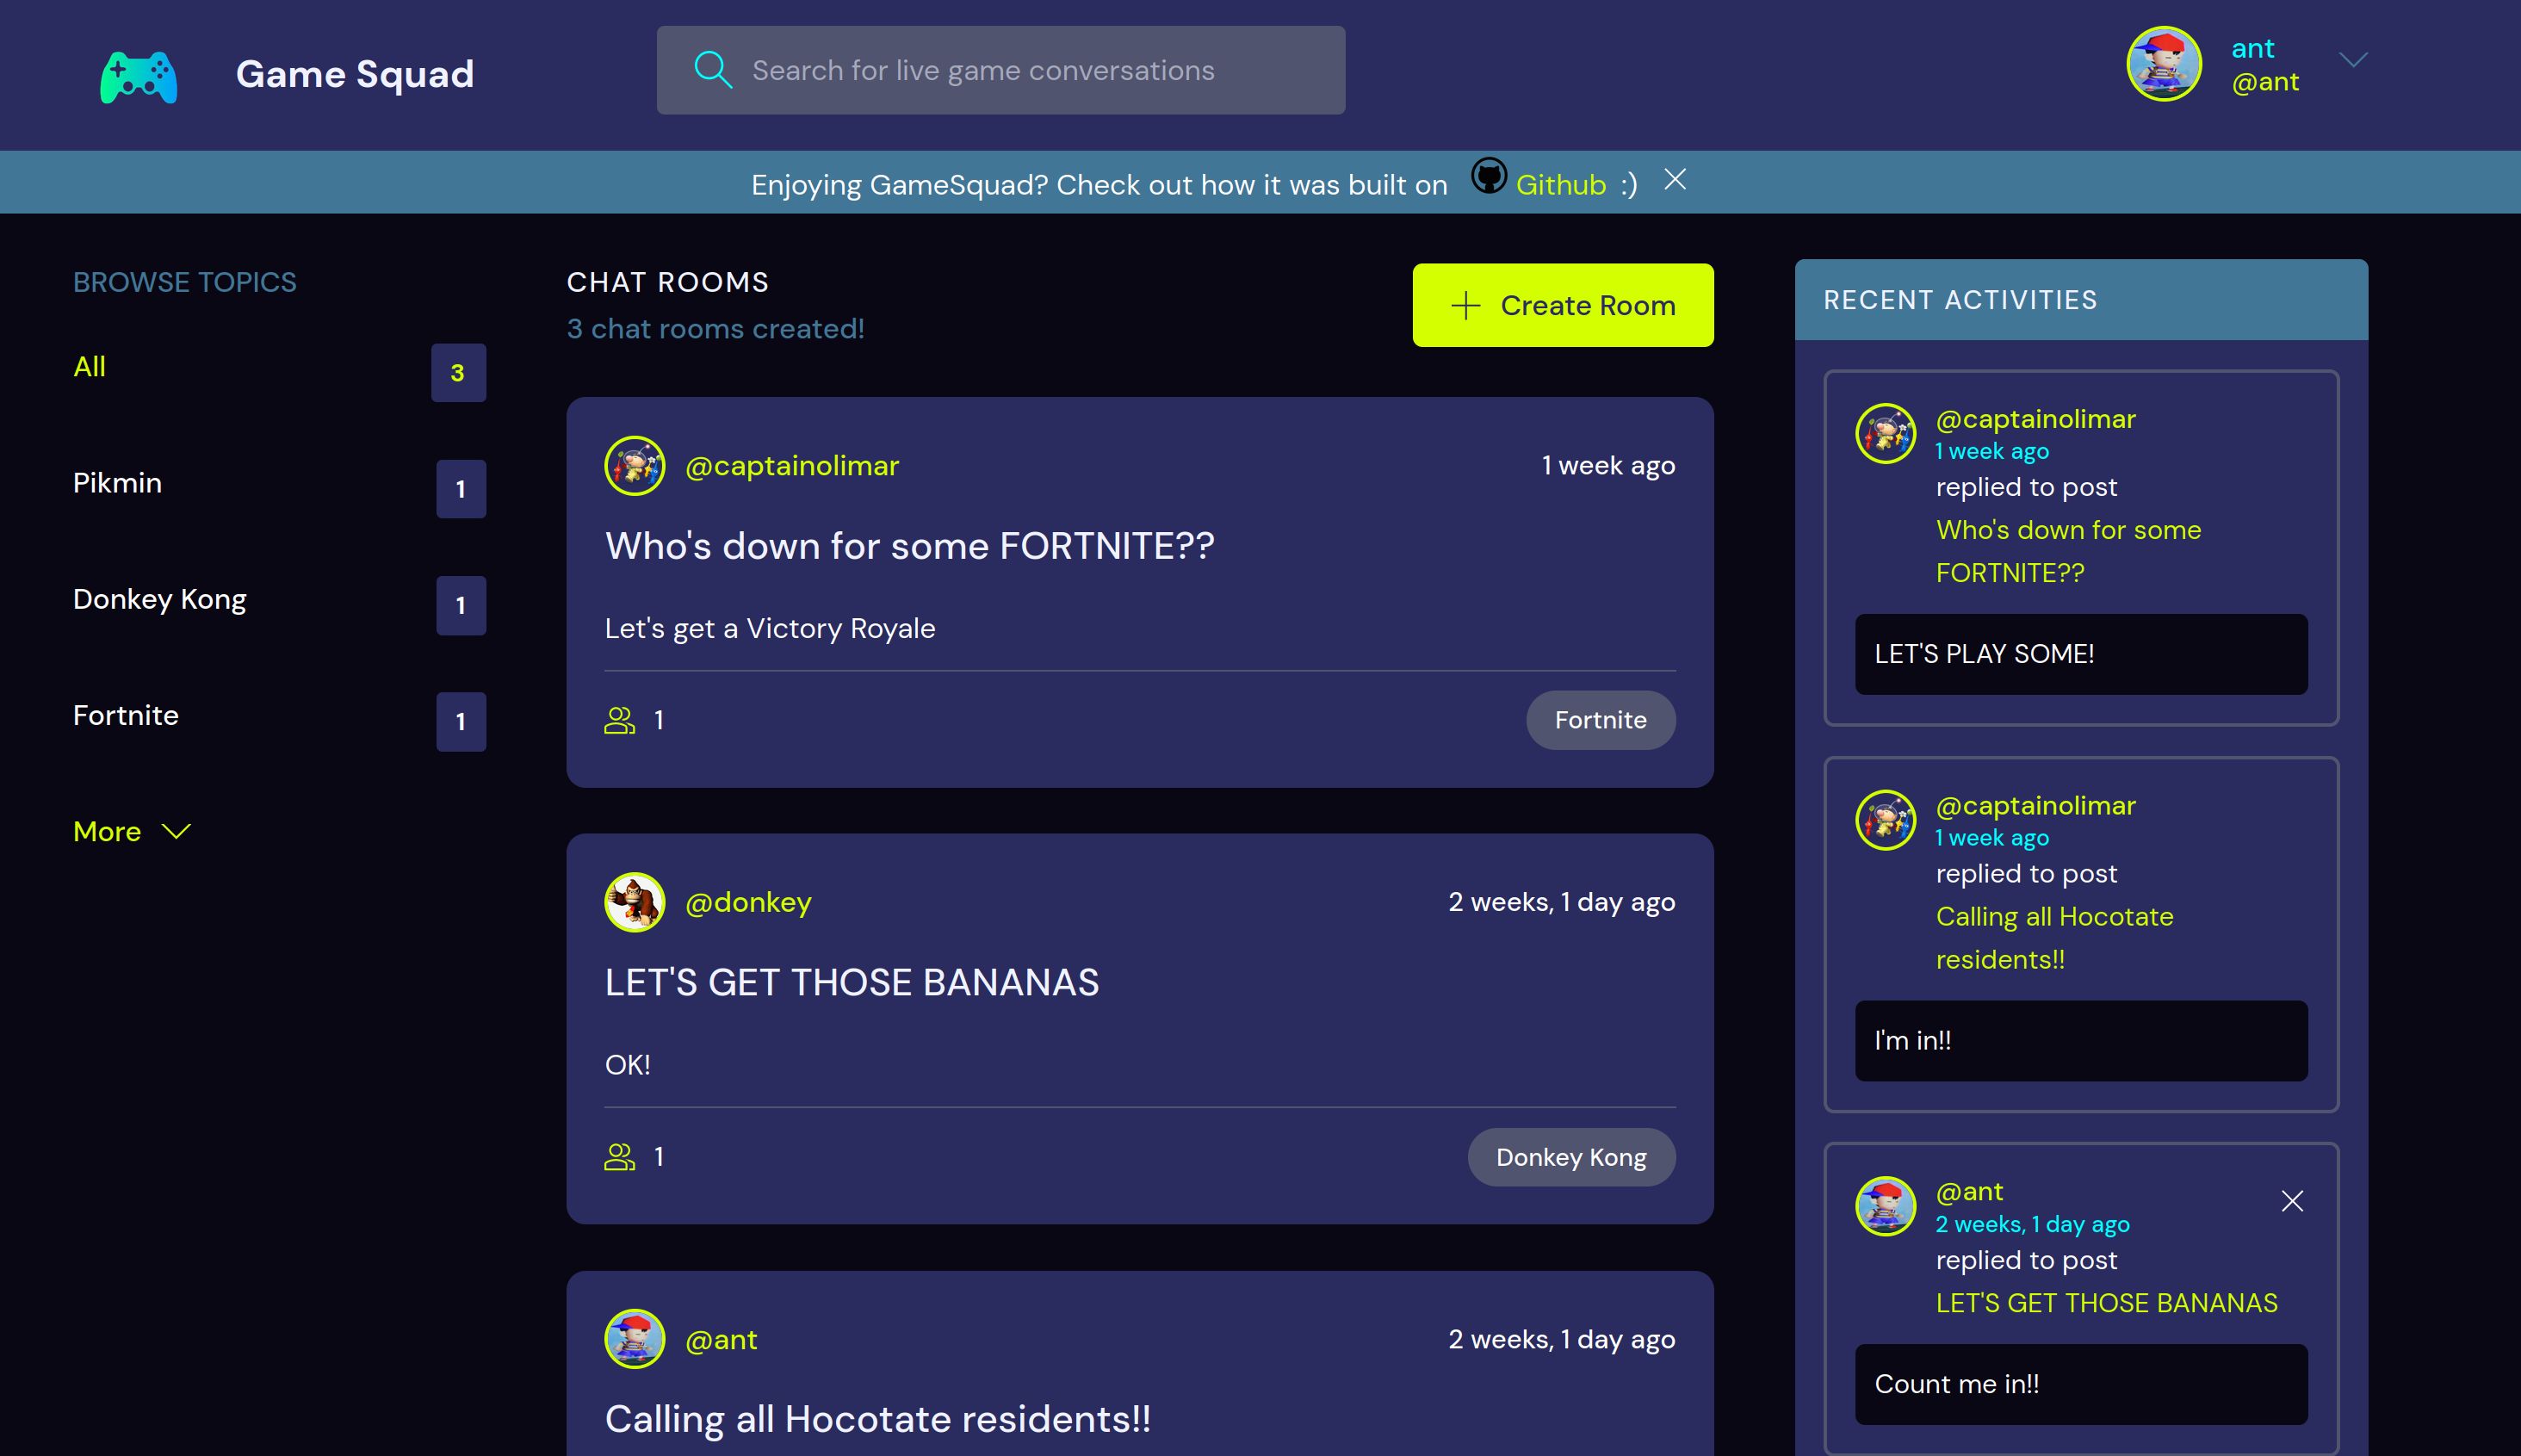 Game Squad
Search for live game conversations
ant
@ant
Enjoying GameSquad? Check out how it was built on Github :)
BROWSE TOPICS
All 3
Pikmin 1
Donkey Kong 1
Fortnite 1
More
CHAT ROOMS
3 chat rooms created!
Create Room
@captainolimar 1 week ago
Who's down for some FORTNITE??
Let's get a Victory Royale
1 Fortnite
@donkey 2 weeks, 1 day ago
LET'S GET THOSE BANANAS
OK!
1 Donkey Kong
@ant 2 weeks, 1 day ago
Calling all Hocotate residents!!
RECENT ACTIVITIES
@captainolimar
1 week ago
replied to post
Who's down for some
FORTNITE??
LET'S PLAY SOME!
@captainolimar
1 week ago
replied to post
Calling all Hocotate
residents!!
I'm in!!
@ant
2 weeks, 1 day ago
replied to post
LET'S GET THOSE BANANAS
Count me in!!